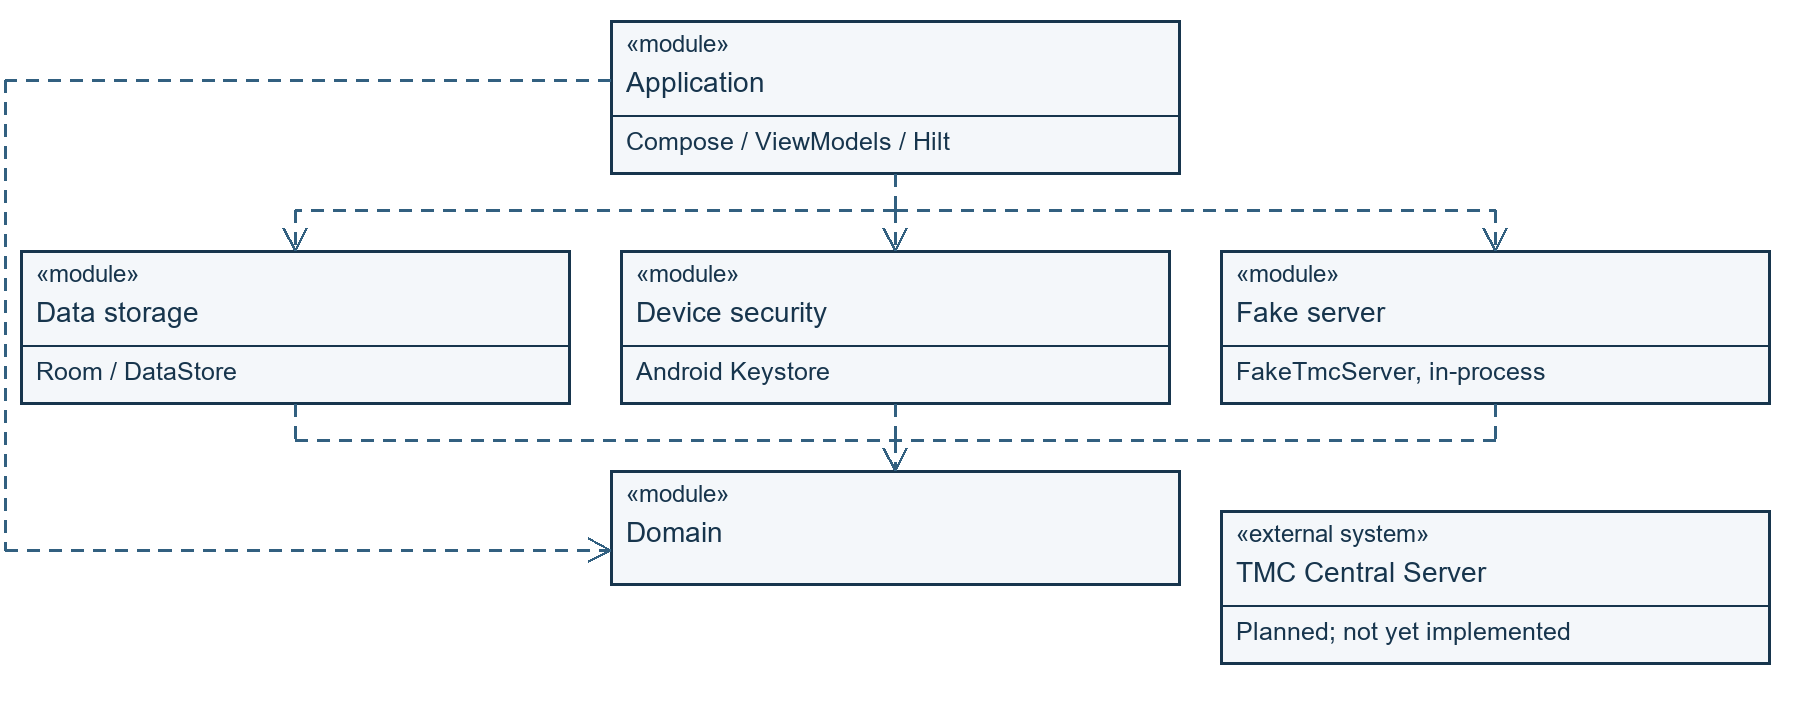 «module»
Application
Compose / ViewModels / Hilt
«module»
Data storage
Room / DataStore
«module»
Device security
Android Keystore
«module»
Fake server
FakeTmcServer, in-process
«module»
Domain
«external system»
TMC Central Server
Planned; not yet implemented